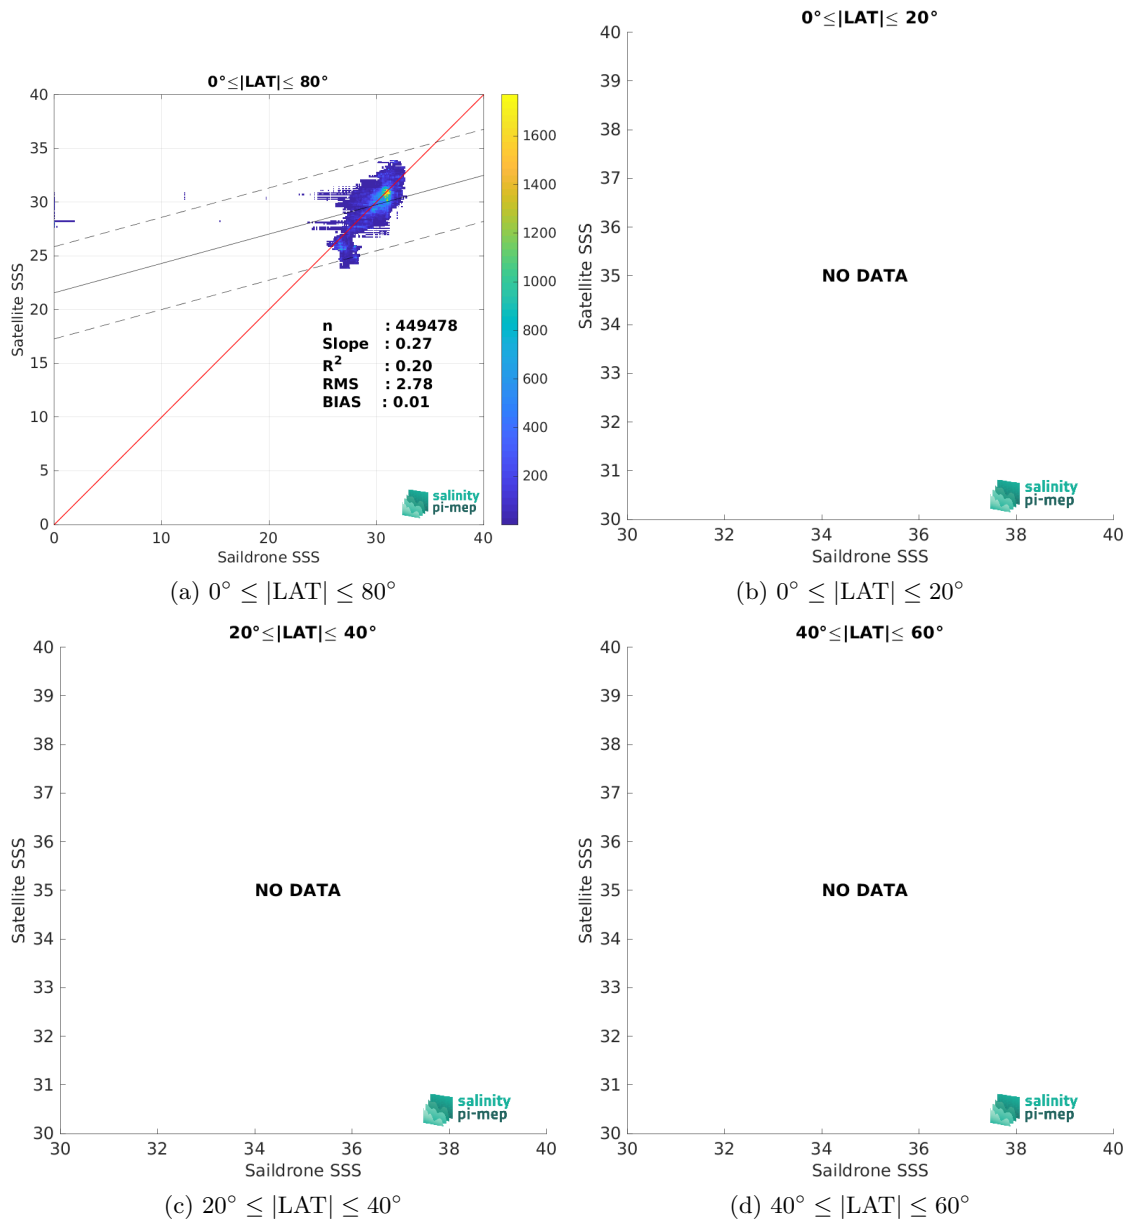 0°≤|LAT|≤ 80°
40
35
30
25
20
15
10
5
0
Satellite SSS
0
10
20
30
40
Saildrone SSS
n : 449478
Slope : 0.27
R² : 0.20
RMS : 2.78
BIAS : 0.01
salinity
pi-mep
1600
1400
1200
1000
800
600
400
200
(a) 0° ≤ |LAT| ≤ 80°
0°≤|LAT|≤ 20°
40
39
38
37
36
35
34
33
32
31
30
Satellite SSS
NO DATA
salinity
pi-mep
30
32
34
36
38
40
Saildrone SSS
(b) 0° ≤ |LAT| ≤ 20°
20°≤|LAT|≤ 40°
40
39
38
37
36
35
34
33
32
31
30
Satellite SSS
NO DATA
salinity
pi-mep
30
32
34
36
38
40
Saildrone SSS
(c) 20° ≤ |LAT| ≤ 40°
40°≤|LAT|≤ 60°
40
39
38
37
36
35
34
33
32
31
30
Satellite SSS
NO DATA
salinity
pi-mep
30
32
34
36
38
40
Saildrone SSS
(d) 40° ≤ |LAT| ≤ 60°